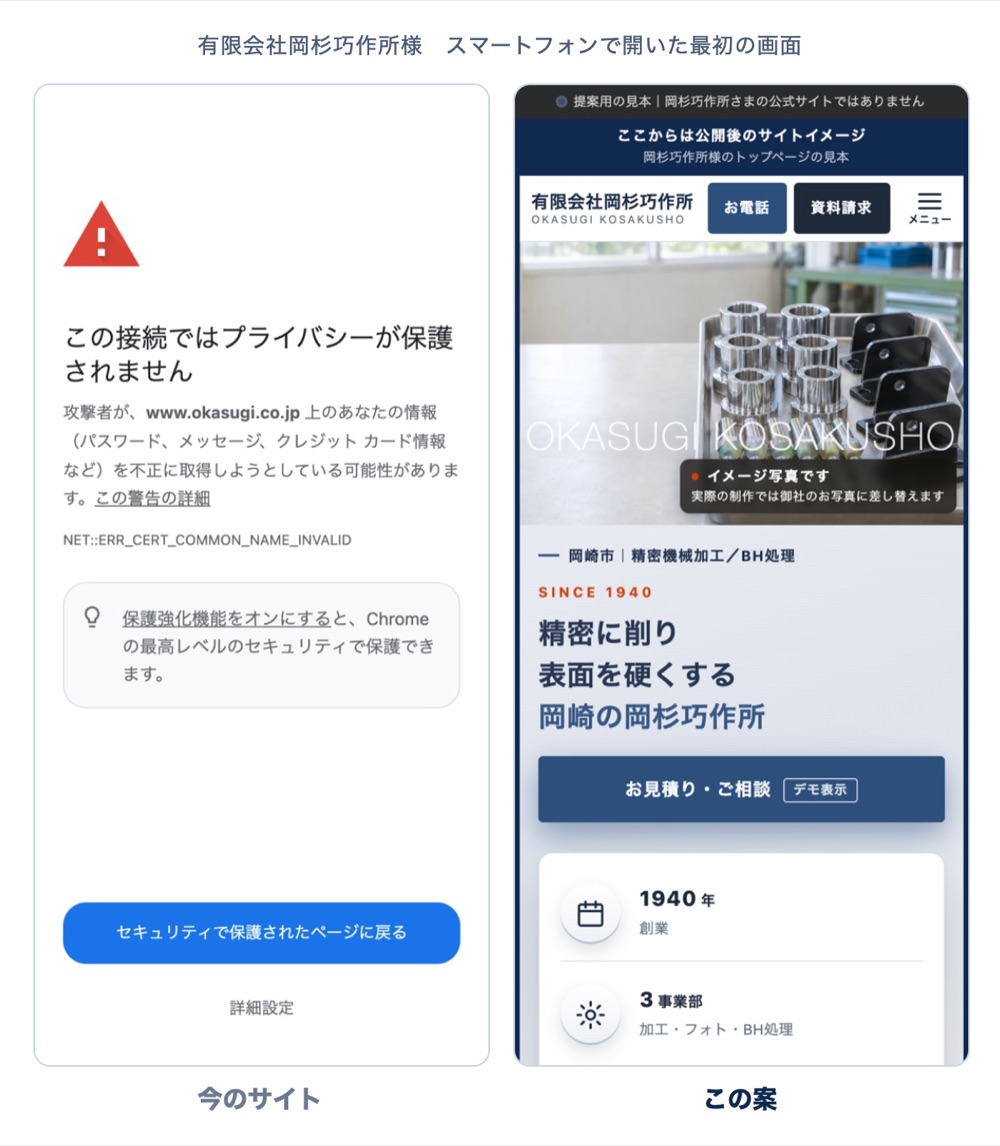 有限会社岡杉巧作所様　スマートフォンで開いた最初の画面
この接続ではプライバシーが保護
されません
攻撃者が、www.okasugi.co.jp 上のあなたの情報
（パスワード、メッセージ、クレジット カード情報
など）を不正に取得しようとしている可能性がありま
す。この警告の詳細
NET::ERR_CERT_COMMON_NAME_INVALID
保護強化機能をオンにすると、Chrome
の最高レベルのセキュリティで保護でき
ます。
セキュリティで保護されたページに戻る
詳細設定
今のサイト
提案用の見本｜岡杉巧作所さまの公式サイトではありません
ここからは公開後のサイトイメージ
岡杉巧作所様のトップページの見本
有限会社岡杉巧作所
OKASUGI KOSAKUSHO
お電話
資料請求
メニュー
OKASUGI KOSAKUSHO
イメージ写真です
実際の制作では御社のお写真に差し替えます
岡崎市｜精密機械加工／BH処理
SINCE 1940
精密に削り
表面を硬くする
岡崎の岡杉巧作所
お見積り・ご相談 デモ表示
1940 年
創業
3 事業部
加工・フォト・BH処理
この案